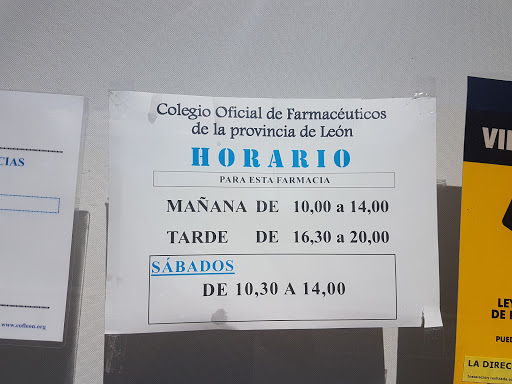 Colegio Oficial de Farmacéuticos
de la provincia de León
HORARIO
PARA ESTA FARMACIA
MAÑANA DE 10,00 a 14,00
TARDE DE 16,30 a 20,00
SÁBADOS
DE 10,30 A 14,00
CIAS
www.cofleon.org
VI
LEY
DE
PUED
LA DIREC